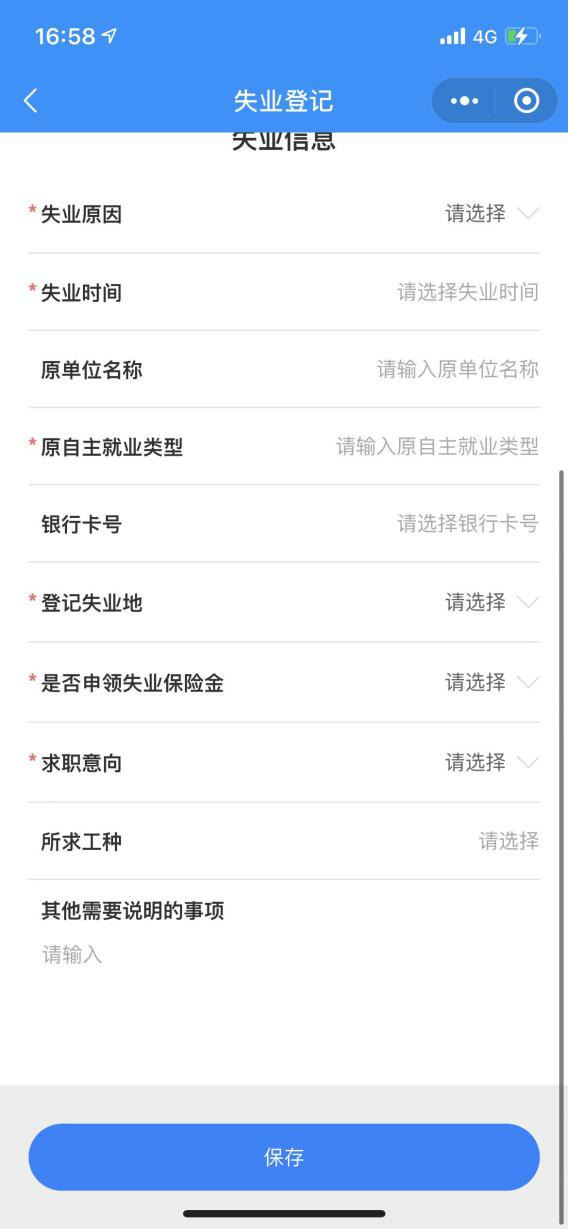 16:58
4G
失业登记
失业信息
* 失业原因 请选择
* 失业时间 请选择失业时间
原单位名称 请输入原单位名称
* 原自主就业类型 请输入原自主就业类型
银行卡号 请选择银行卡号
* 登记失业地 请选择
* 是否申领失业保险金 请选择
* 求职意向 请选择
所求工种 请选择
其他需要说明的事项
请输入
保存